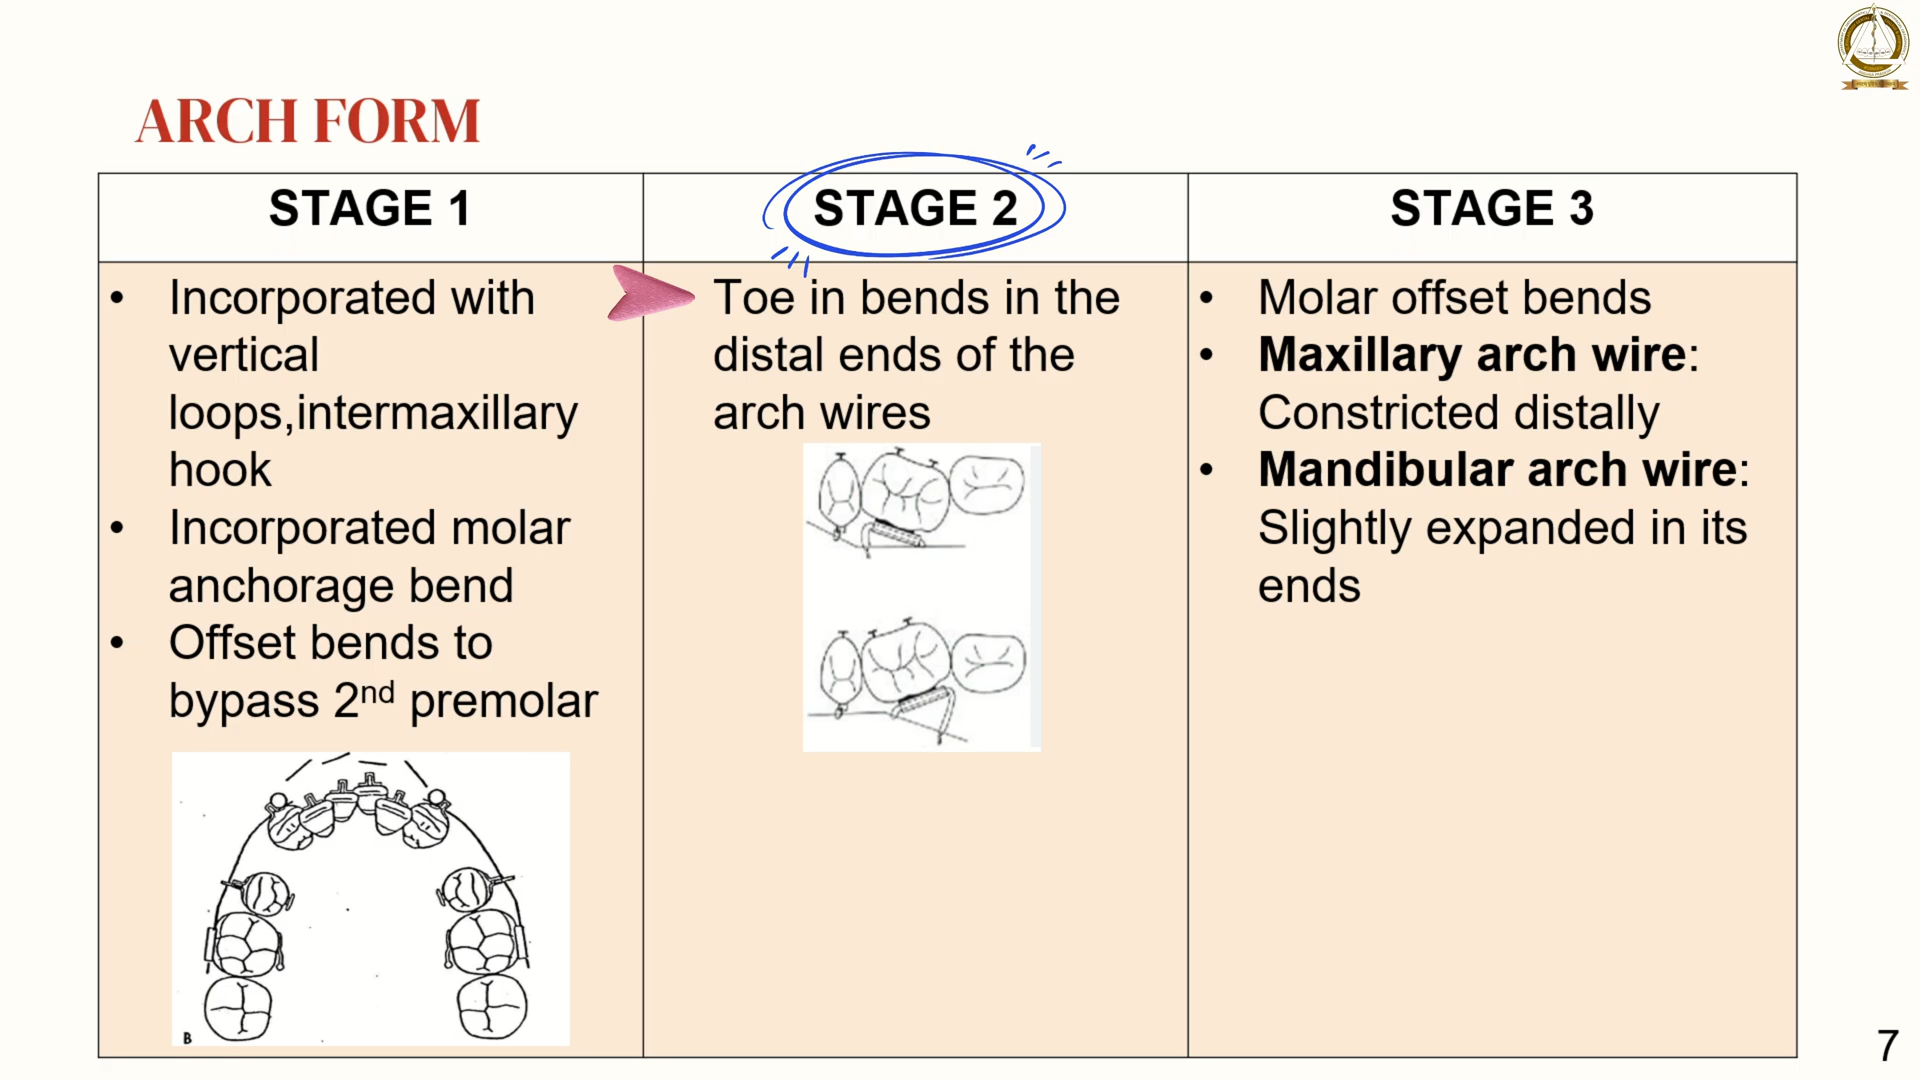 ARCH FORM
STAGE 1
STAGE 2
STAGE 3
• Incorporated with
vertical
loops,intermaxillary
hook
• Incorporated molar
anchorage bend
• Offset bends to
bypass 2nd premolar
B
Toe in bends in the
distal ends of the
arch wires
• Molar offset bends
• Maxillary arch wire:
Constricted distally
• Mandibular arch wire:
Slightly expanded in its
ends
7